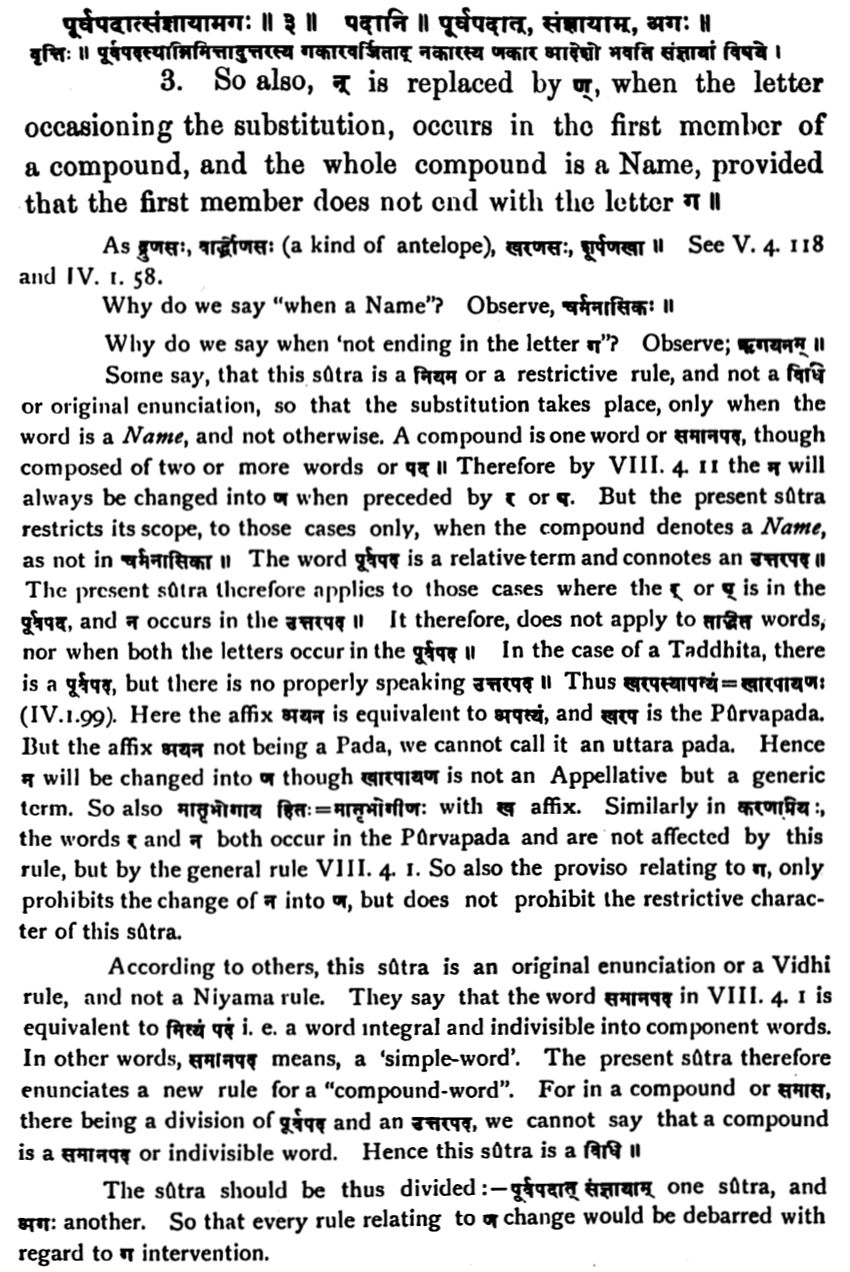 पूर्वपदात्संज्ञायामगः ॥ ३ ॥ पदानि ॥ पूर्वपदात्, संज्ञायाम्, अगः ॥
वृत्तिः ॥ पूर्वपदस्थान्निमित्तादुत्तरस्य गकारवर्जिताद् नकारस्य णकार आदेशो भवति संज्ञायां विषये ।
3. So also, न् is replaced by ण्, when the letter
occasioning the substitution, occurs in the first member of
a compound, and the whole compound is a Name, provided
that the first member does not end with the letter ग ॥
As द्रुणसः, वार्द्ध्रीणसः (a kind of antelope), खरणसः, शूर्पणखा ॥ See V. 4. 118
and IV. 1. 58.
Why do we say "when a Name"? Observe, चर्मनासिकः ॥
Why do we say when 'not ending in the letter ग"? Observe; ऋगयनम् ॥
Some say, that this sûtra is a नियम or a restrictive rule, and not a विधि
or original enunciation, so that the substitution takes place, only when the
word is a Name, and not otherwise. A compound is one word or समानपद, though
composed of two or more words or पद ॥ Therefore by VIII. 4. 11 the न will
always be changed into ण when preceded by र or ष. But the present sûtra
restricts its scope, to those cases only, when the compound denotes a Name,
as not in चर्मनासिका ॥ The word पूर्वपद is a relative term and connotes an उत्तरपद ॥
The present sûtra therefore applies to those cases where the र् or ष् is in the
पूर्वपद, and न occurs in the उत्तरपद ॥ It therefore, does not apply to ताद्धित words,
nor when both the letters occur in the पूर्वपद ॥ In the case of a Taddhita, there
is a पूर्वपद, but there is no properly speaking उत्तरपद ॥ Thus खरपस्यापत्यं=खारपायणः
(IV.1.99). Here the affix अयन is equivalent to अपत्यं, and खरप is the Pûrvapada.
But the affix अयन not being a Pada, we cannot call it an uttara pada. Hence
न will be changed into ण though खारपायण is not an Appellative but a generic
term. So also मातृभोगाय हितः=मातृभोगीणः with ख affix. Similarly in करणप्रियः,
the words र and न both occur in the Pûrvapada and are not affected by this
rule, but by the general rule VIII. 4. 1. So also the proviso relating to ग, only
prohibits the change of न into ण, but does not prohibit the restrictive charac-
ter of this sûtra.
According to others, this sûtra is an original enunciation or a Vidhi
rule, and not a Niyama rule. They say that the word समानपद in VIII. 4. 1 is
equivalent to नित्यं पदं i. e. a word integral and indivisible into component words.
In other words, समानपद means, a 'simple-word'. The present sûtra therefore
enunciates a new rule for a "compound-word". For in a compound or समास,
there being a division of पूर्वपद and an उत्तरपद, we cannot say that a compound
is a समानपद or indivisible word. Hence this sûtra is a विधि ॥
The sûtra should be thus divided :—पूर्वपदात् संज्ञायाम् one sûtra, and
अगः another. So that every rule relating to ण change would be debarred with
regard to ग intervention.